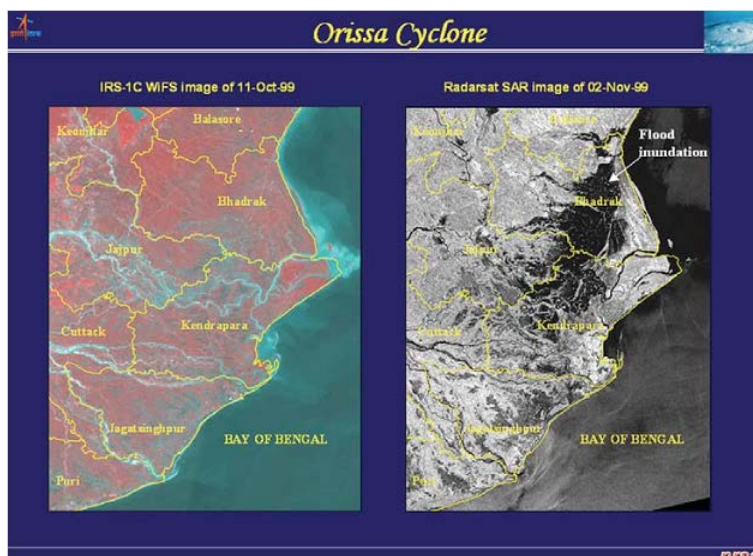 Orissa Cyclone
IRS-1C WiFS image of 11-Oct-99
Keonjhar
Balasore
Bhadrak
Jajpur
Cuttack
Kendrapara
Jagatsinghpur
Puri
BAY OF BENGAL
Radarsat SAR image of 02-Nov-99
Keonjhar
Balasore
Flood
inundation
Bhadrak
Jajpur
Cuttack
Kendrapara
Jagatsinghpur
Puri
BAY OF BENGAL